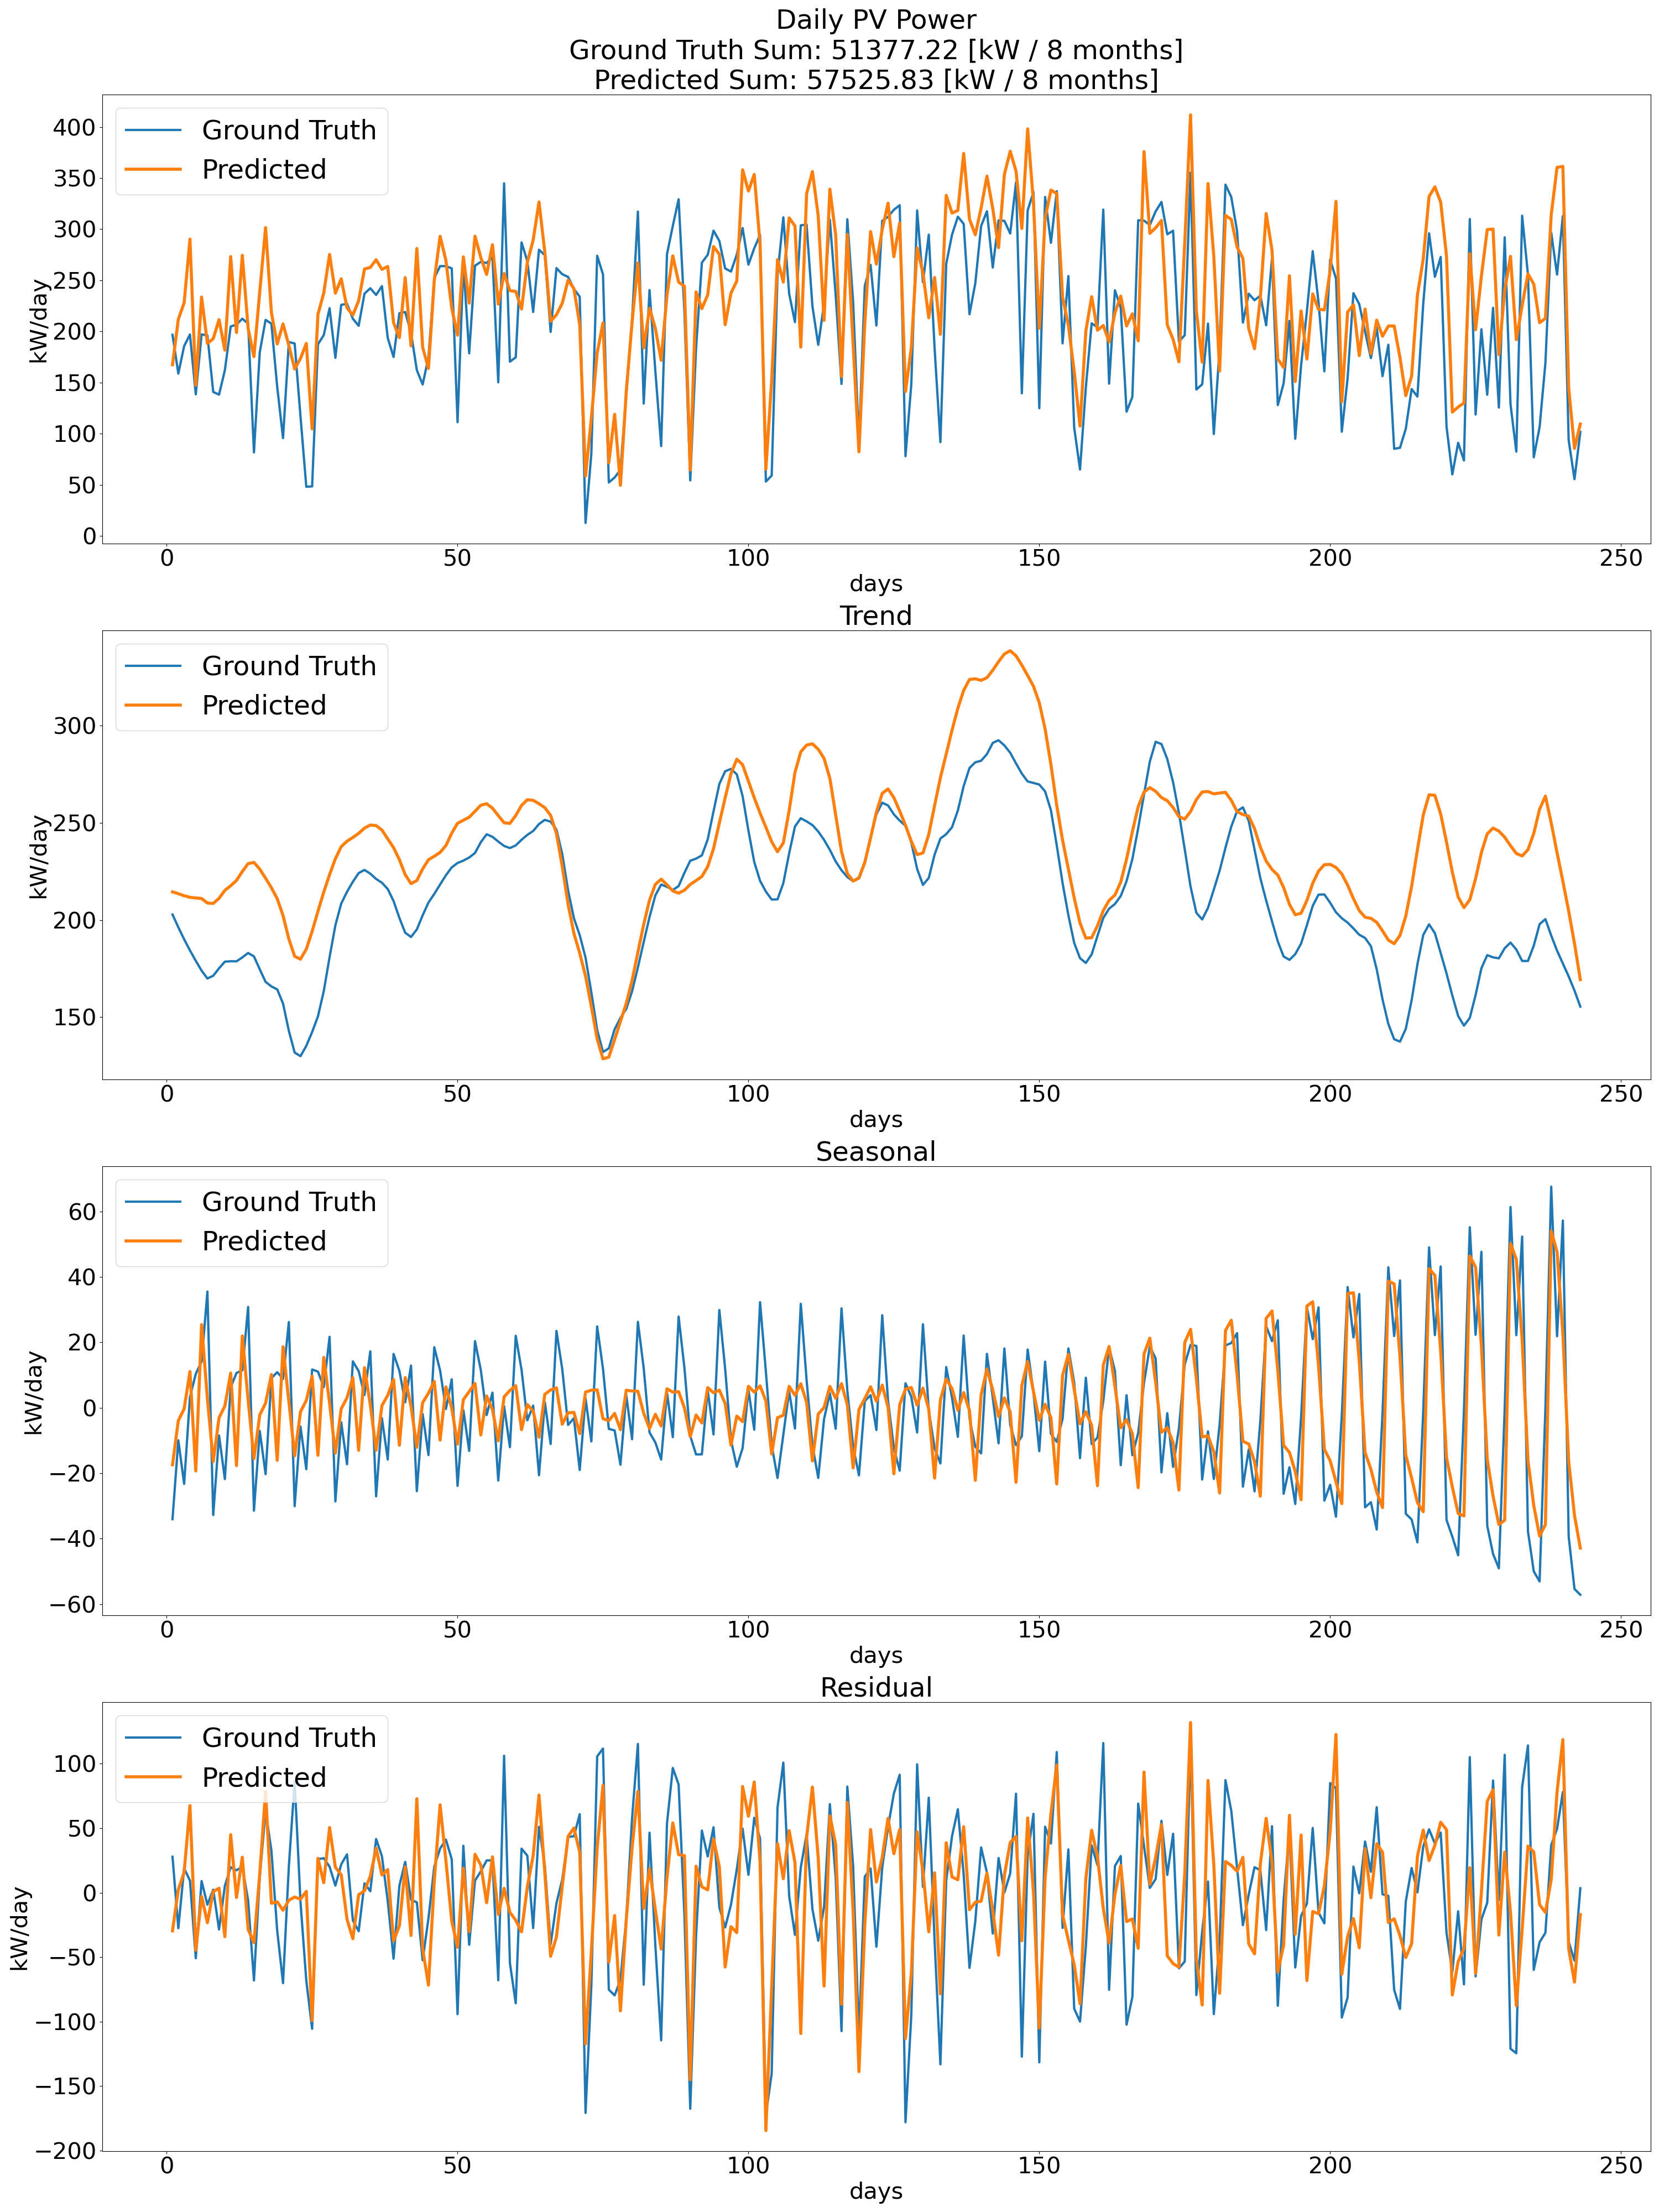 Daily PV Power
Ground Truth Sum: 51377.22 [kW / 8 months]
Predicted Sum: 57525.83 [kW / 8 months]
Ground Truth
Predicted
400
350
300
250
200
150
100
50
0
kW/day
0 50 100 150 200 250
days
Trend
Ground Truth
Predicted
300
250
200
150
kW/day
0 50 100 150 200 250
days
Seasonal
Ground Truth
Predicted
60
40
20
0
−20
−40
−60
kW/day
0 50 100 150 200 250
days
Residual
Ground Truth
Predicted
100
50
0
−50
−100
−150
−200
kW/day
0 50 100 150 200 250
days